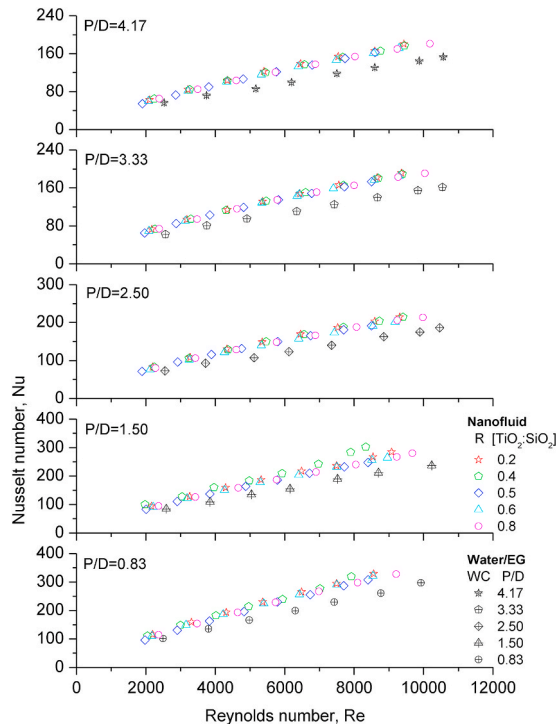 240
P/D=4.17
160
80
0
240
P/D=3.33
160
80
0
300
P/D=2.50
200
100
0
400
P/D=1.50
300
200
100
0
400
P/D=0.83
300
200
100
0
0 2000 4000 6000 8000 10000 12000
Reynolds number, Re
Nusselt number, Nu
Nanofluid
R [TiO₂:SiO₂]
0.2
0.4
0.5
0.6
0.8
Water/EG
WC P/D
4.17
3.33
2.50
1.50
0.83